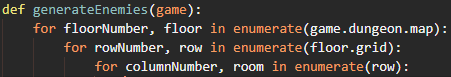 def generateEnemies(game):
    for floorNumber, floor in enumerate(game.dungeon.map):
        for rowNumber, row in enumerate(floor.grid):
            for columnNumber, room in enumerate(row):